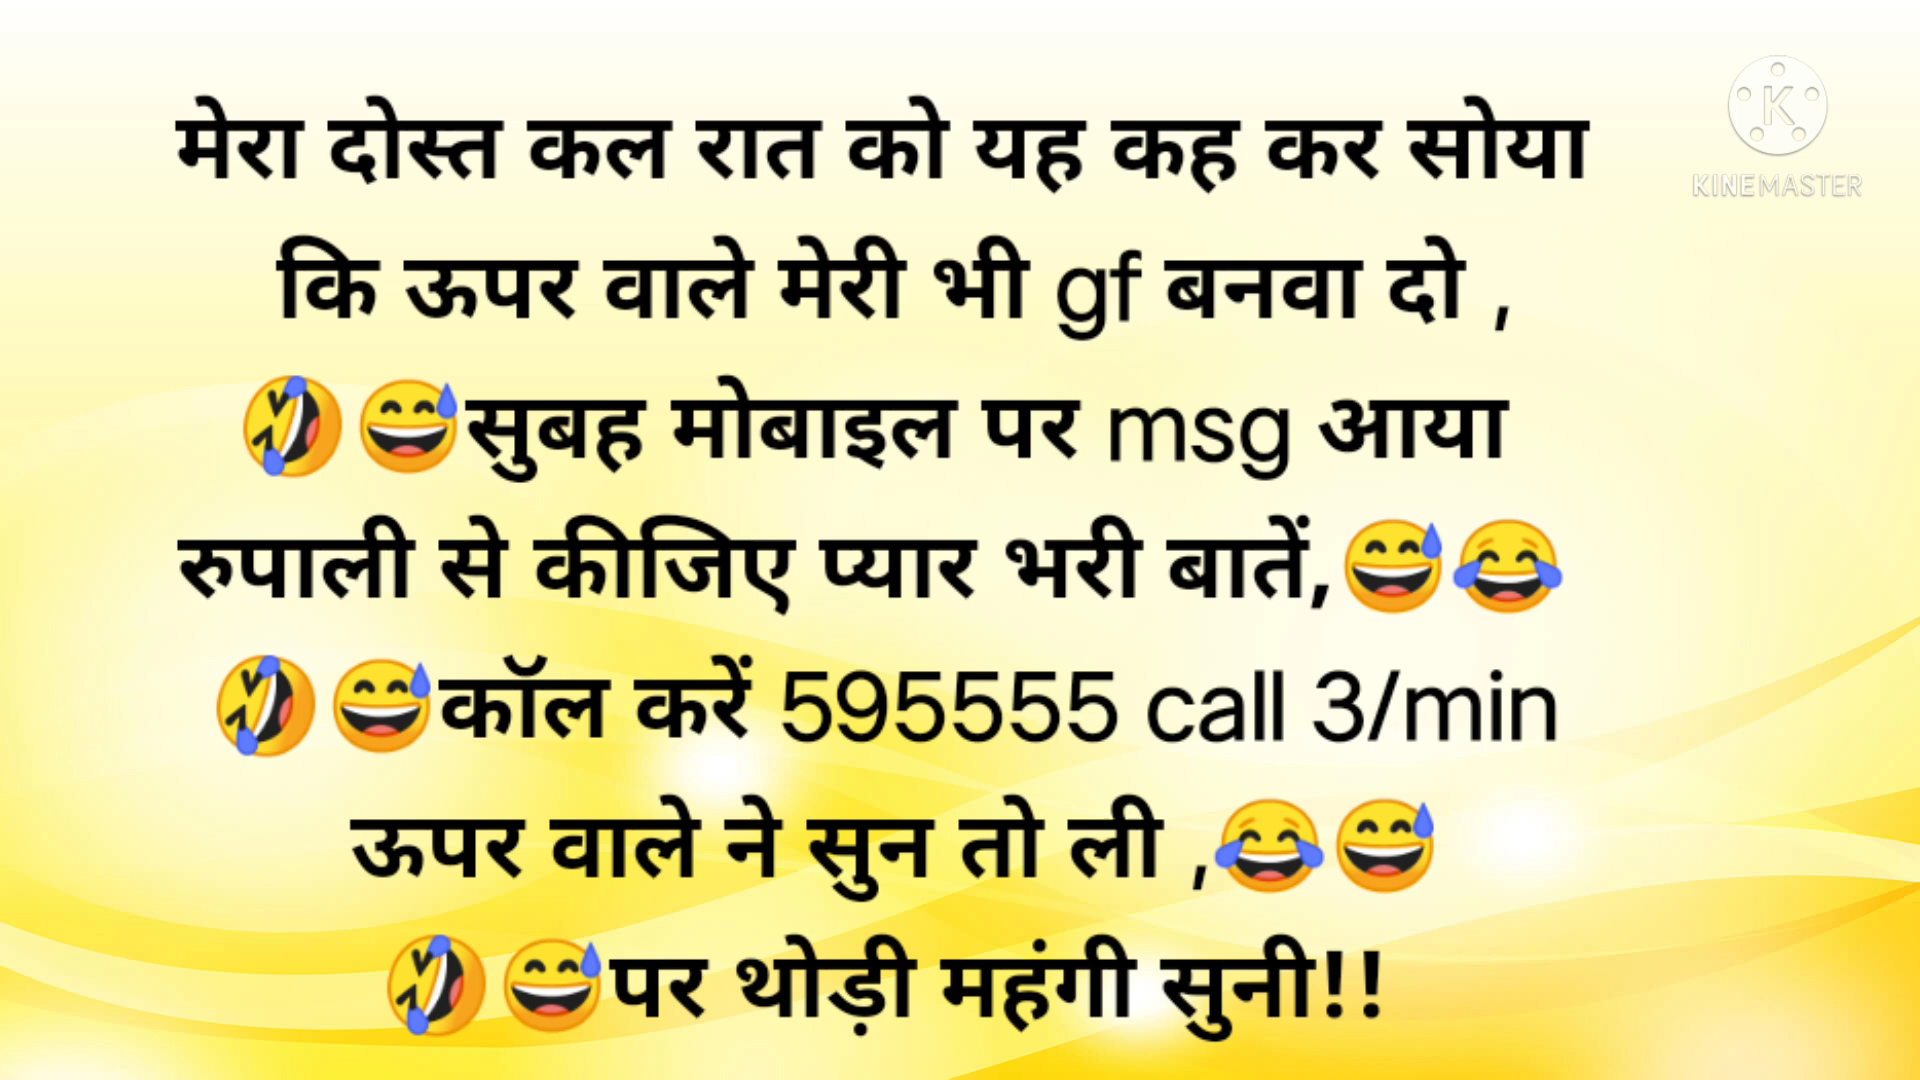 मेरा दोस्त कल रात को यह कह कर सोया
कि ऊपर वाले मेरी भी gf बनवा दो ,
🤣😅सुबह मोबाइल पर msg आया
रुपाली से कीजिए प्यार भरी बातें,😅😂
🤣😅कॉल करें 595555 call 3/min
ऊपर वाले ने सुन तो ली ,😂😅
🤣😅पर थोड़ी महंगी सुनी!!
K
KINEMASTER